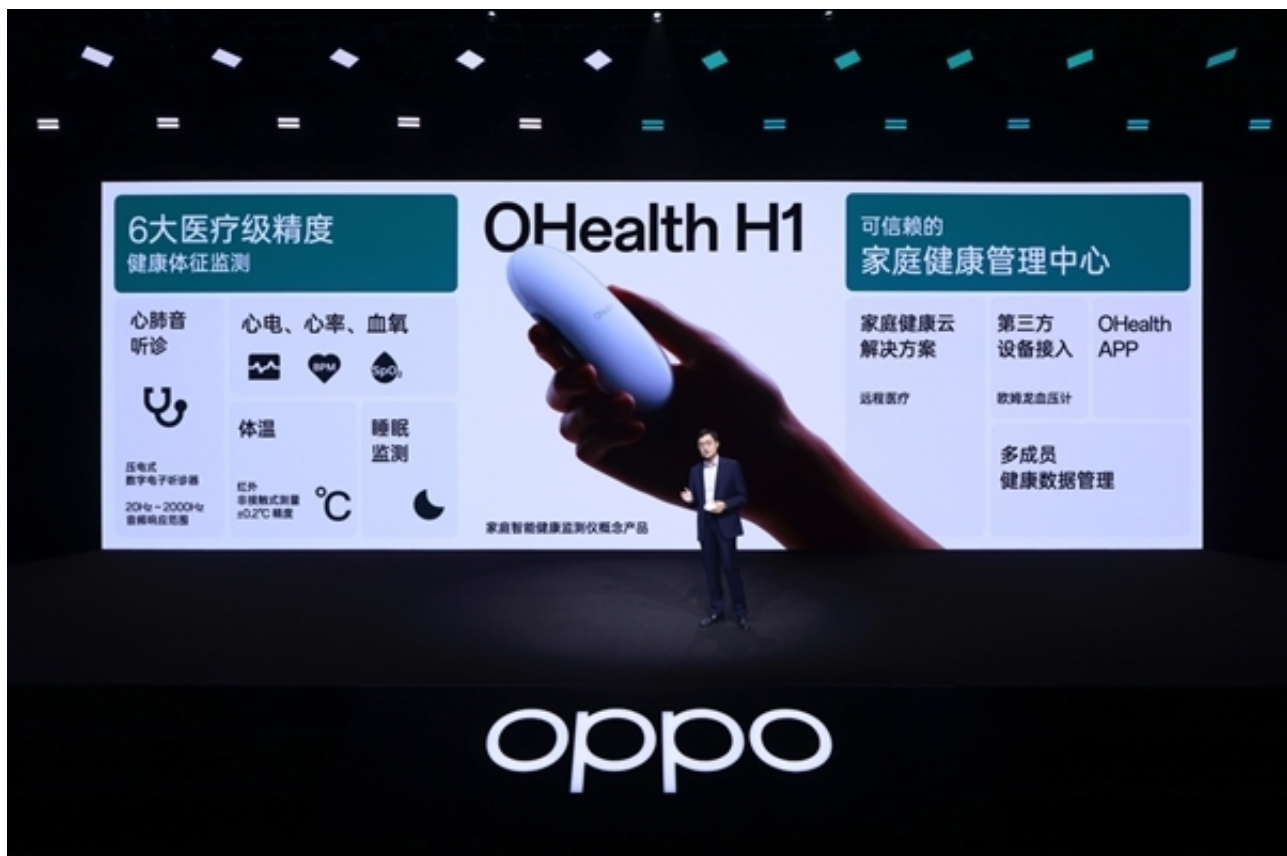 6大医疗级精度
健康体征监测
心肺音
听诊
压电式
数字电子听诊器
20Hz~2000Hz
音频响应范围
心电、心率、血氧
BPM
SpO₂
体温
红外
非接触式测量
±0.2℃ 精度
℃
睡眠
监测
OHealth H1
家庭智能健康监测仪概念产品
可信赖的
家庭健康管理中心
家庭健康云
解决方案
远程医疗
第三方
设备接入
欧姆龙血压计
OHealth
APP
多成员
健康数据管理
oppo